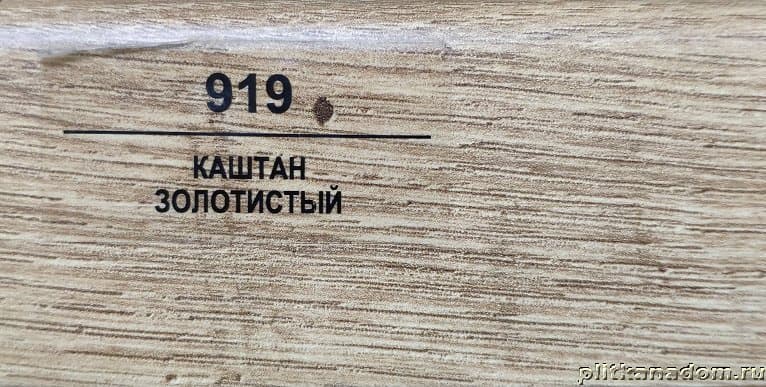 919
КАШТАН
ЗОЛОТИСТЫЙ
plitkanadom.ru